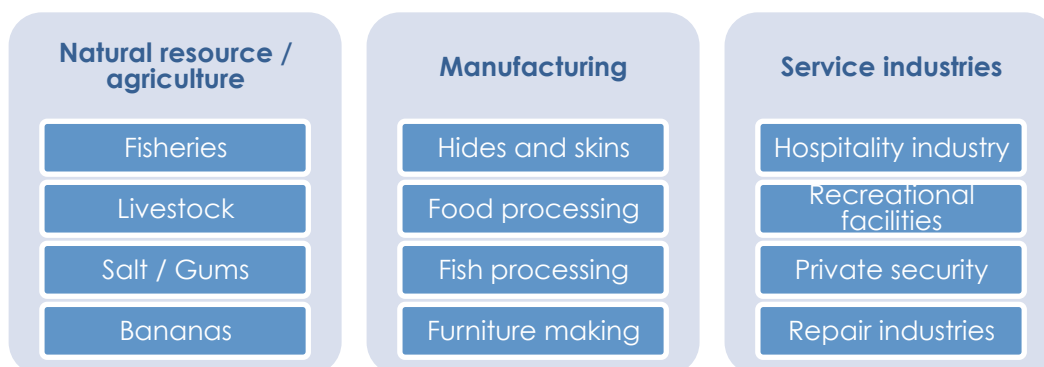 Natural resource /
agriculture
Fisheries
Livestock
Salt / Gums
Bananas
Manufacturing
Hides and skins
Food processing
Fish processing
Furniture making
Service industries
Hospitality industry
Recreational
facilities
Private security
Repair industries